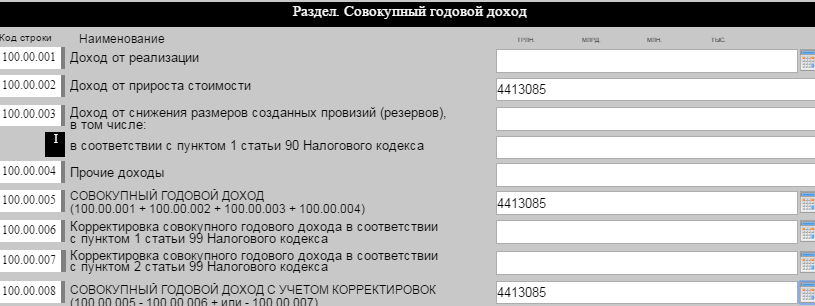 Раздел. Совокупный годовой доход
Код строки Наименование ТРЛН. МЛРД. МЛН. ТЫС.
100.00.001 Доход от реализации
100.00.002 Доход от прироста стоимости 4413085
100.00.003 Доход от снижения размеров созданных провизий (резервов),
в том числе:
I в соответствии с пунктом 1 статьи 90 Налогового кодекса
100.00.004 Прочие доходы
100.00.005 СОВОКУПНЫЙ ГОДОВОЙ ДОХОД 4413085
(100.00.001 + 100.00.002 + 100.00.003 + 100.00.004)
100.00.006 Корректировка совокупного годового дохода в соответствии
с пунктом 1 статьи 99 Налогового кодекса
100.00.007 Корректировка совокупного годового дохода в соответствии
с пунктом 2 статьи 99 Налогового кодекса
100.00.008 СОВОКУПНЫЙ ГОДОВОЙ ДОХОД С УЧЕТОМ КОРРЕКТИРОВОК 4413085
(100.00.005 - 100.00.006 + или - 100.00.007)